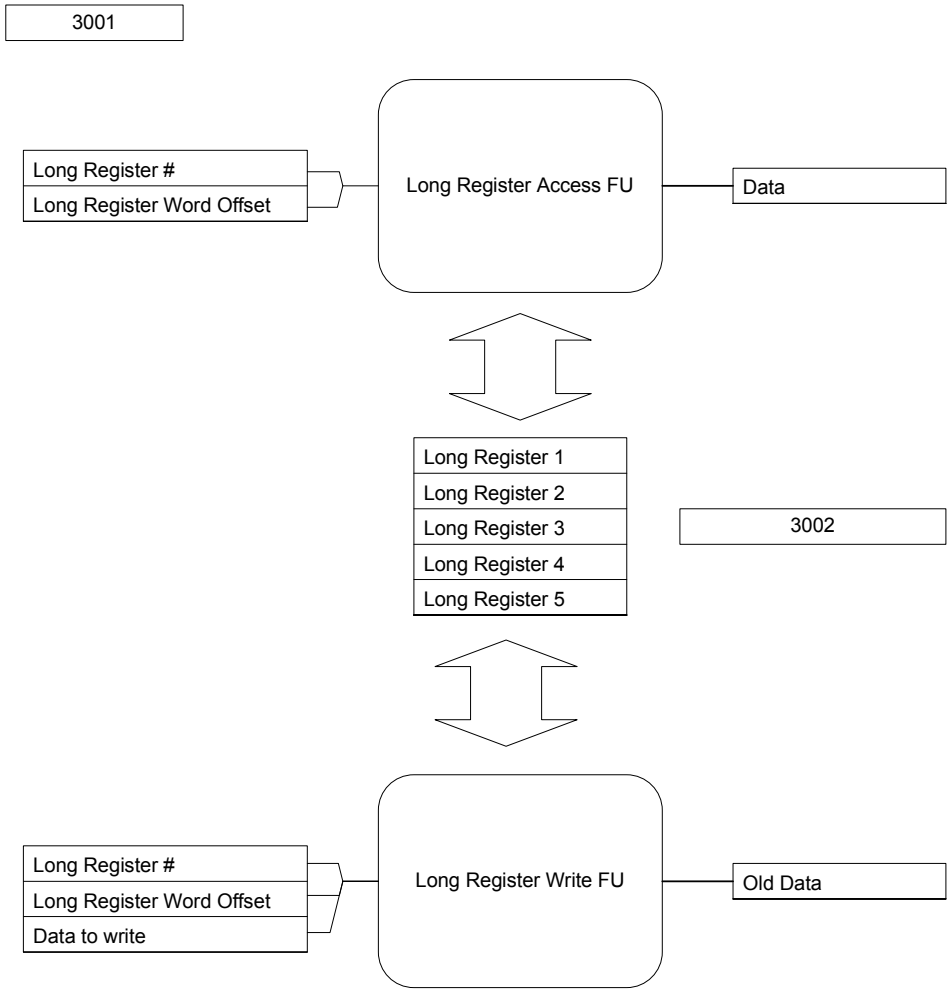 3001
Long Register #
Long Register Word Offset
Long Register Access FU
Data
Long Register 1
Long Register 2
Long Register 3
Long Register 4
Long Register 5
3002
Long Register #
Long Register Word Offset
Data to write
Long Register Write FU
Old Data